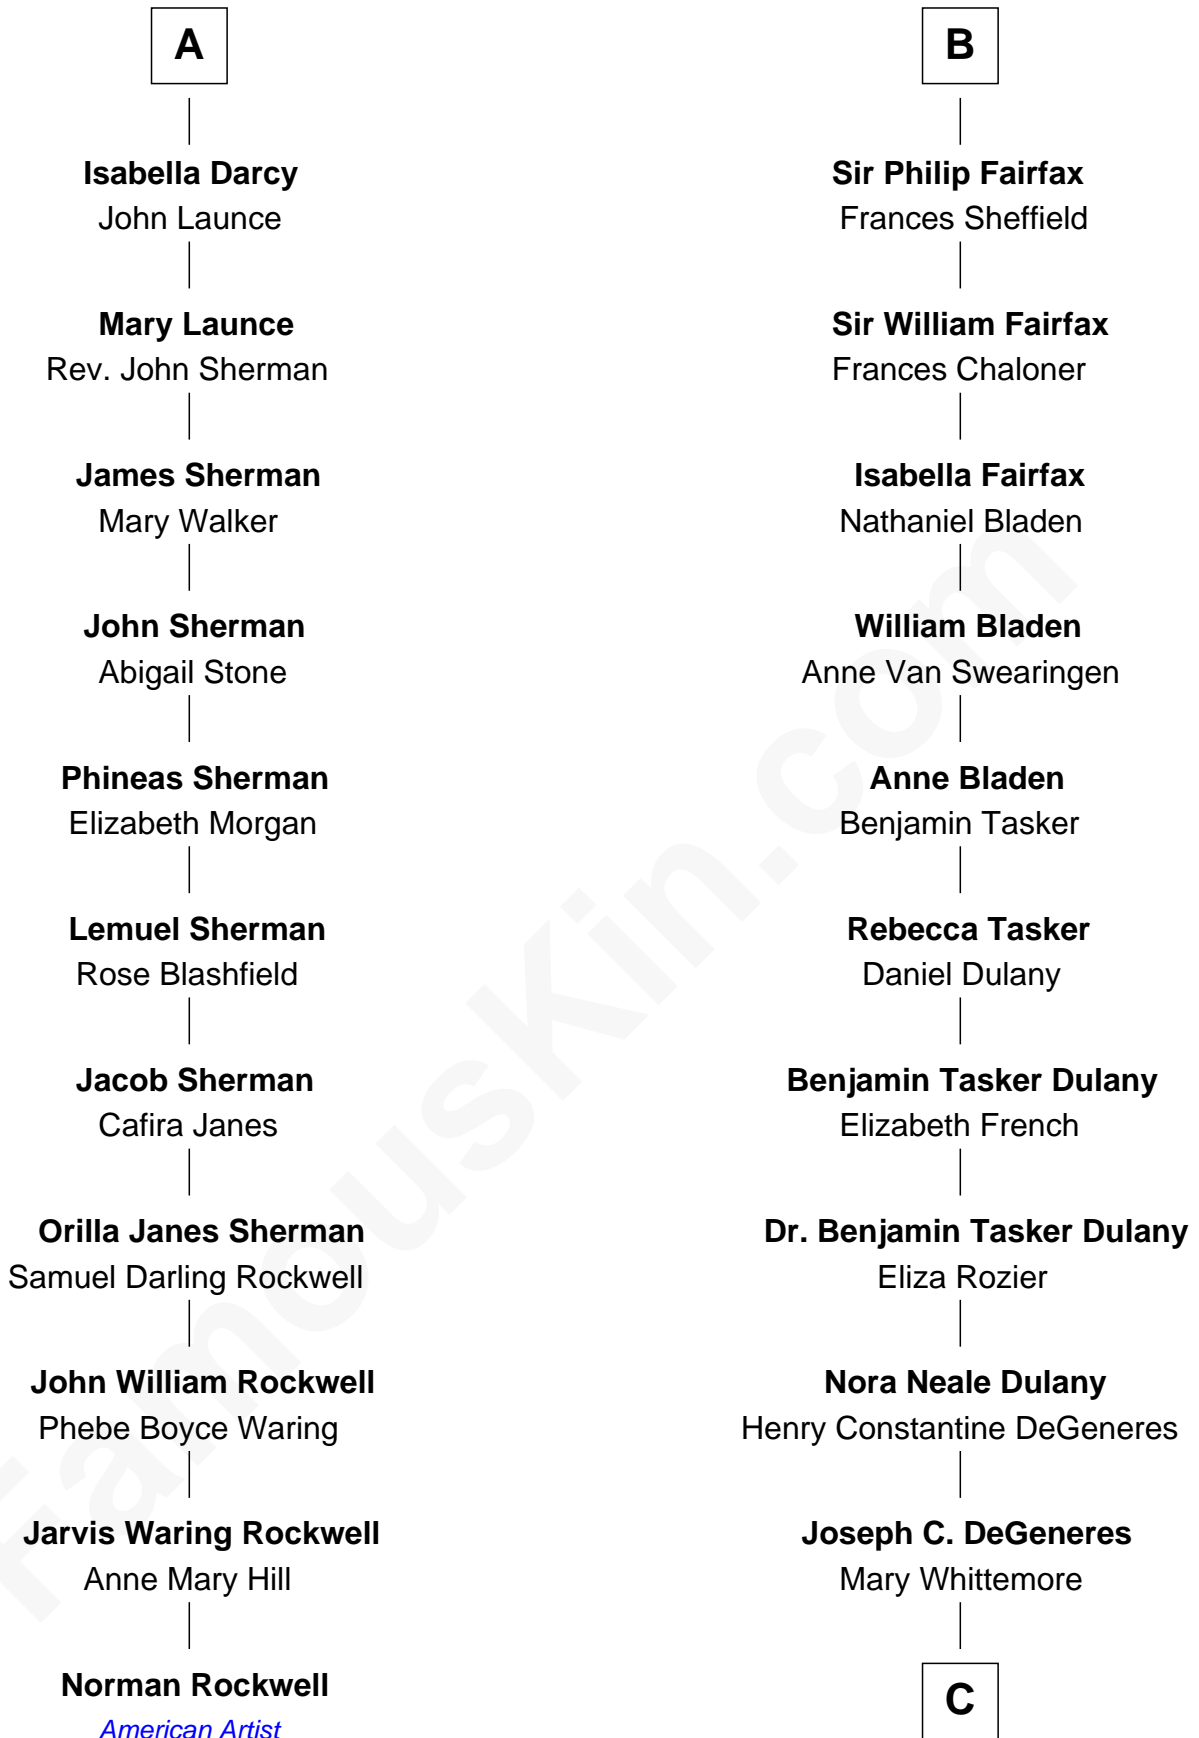 A
Isabella Darcy
John Launce
Mary Launce
Rev. John Sherman
James Sherman
Mary Walker
John Sherman
Abigail Stone
Phineas Sherman
Elizabeth Morgan
Lemuel Sherman
Rose Blashfield
Jacob Sherman
Cafira Janes
Orilla Janes Sherman
Samuel Darling Rockwell
John William Rockwell
Phebe Boyce Waring
Jarvis Waring Rockwell
Anne Mary Hill
Norman Rockwell
American Artist
B
Sir Philip Fairfax
Frances Sheffield
Sir William Fairfax
Frances Chaloner
Isabella Fairfax
Nathaniel Bladen
William Bladen
Anne Van Swearingen
Anne Bladen
Benjamin Tasker
Rebecca Tasker
Daniel Dulany
Benjamin Tasker Dulany
Elizabeth French
Dr. Benjamin Tasker Dulany
Eliza Rozier
Nora Neale Dulany
Henry Constantine DeGeneres
Joseph C. DeGeneres
Mary Whittemore
C
FamousKin.com